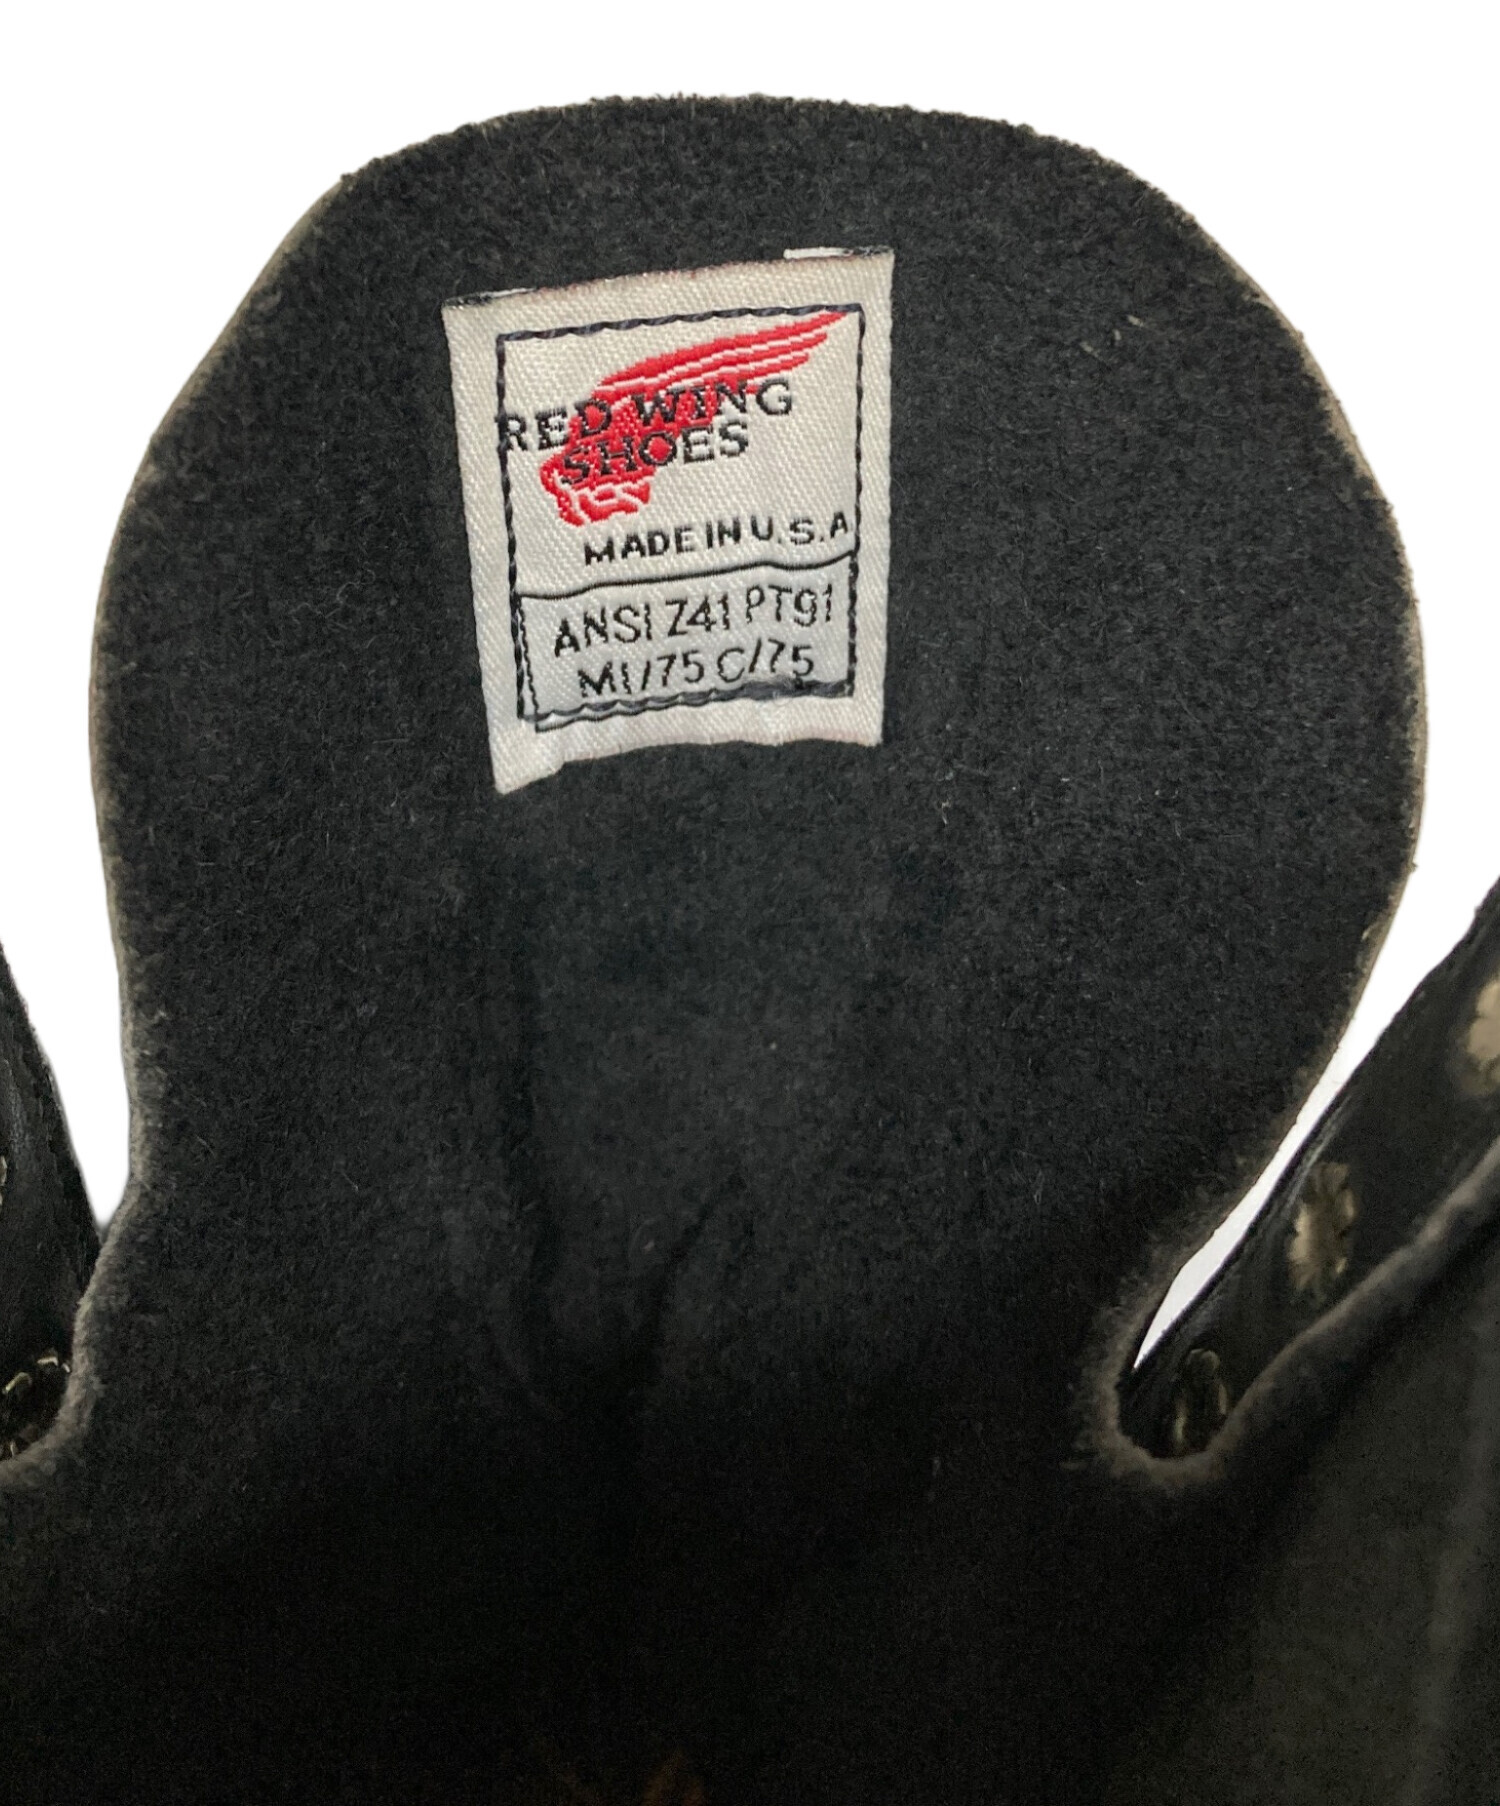 RED WING
SHOES
MADE IN U.S.A
ANSI Z41 PT91
MI/75 C/75